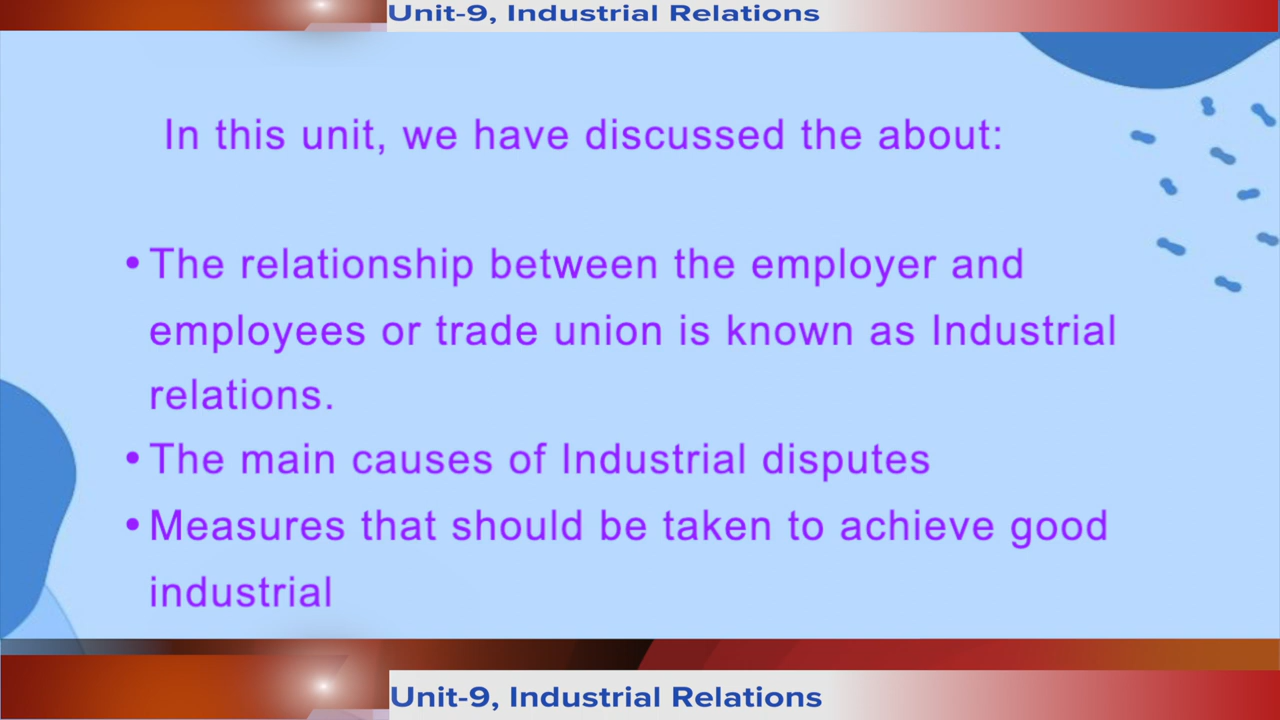 Unit-9, Industrial Relations
In this unit, we have discussed the about:
• The relationship between the employer and
employees or trade union is known as Industrial
relations.
• The main causes of Industrial disputes
• Measures that should be taken to achieve good
industrial
Unit-9, Industrial Relations